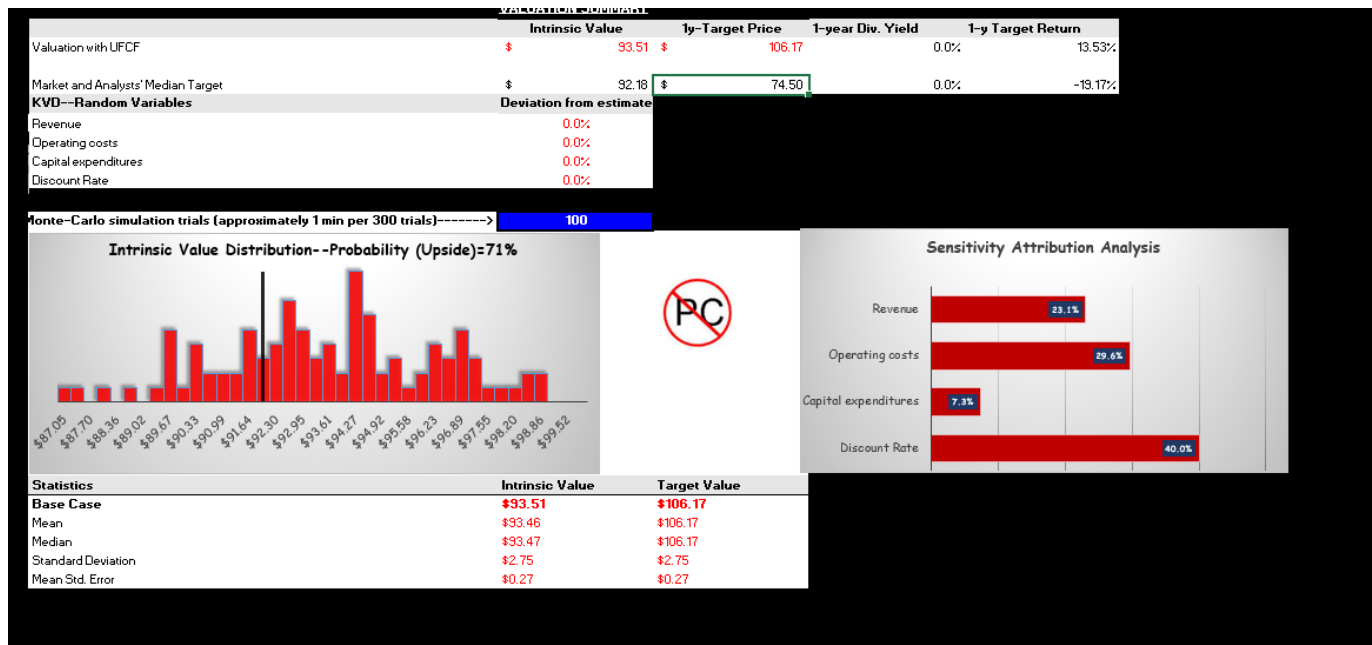 VALUATION SUMMARY
Intrinsic Value 1y-Target Price 1-year Div. Yield 1-y Target Return
Valuation with UFCF $ 93.51 $ 106.17 0.0% 13.53%
Market and Analysts' Median Target $ 92.18 $ 74.50 0.0% -19.17%
KVD--Random Variables Deviation from estimate
Revenue 0.0%
Operating costs 0.0%
Capital expenditures 0.0%
Discount Rate 0.0%
Monte-Carlo simulation trials (approximately 1 min per 300 trials)-------> 100
Intrinsic Value Distribution--Probability (Upside)=71%
$87.05 $87.70 $88.36 $89.02 $89.67 $90.33 $90.99 $91.64 $92.30 $92.95 $93.61 $94.27 $94.92 $95.58 $96.23 $96.89 $97.55 $98.20 $98.86 $99.52
PC
Sensitivity Attribution Analysis
Revenue 23.1%
Operating costs 29.6%
Capital expenditures 7.3%
Discount Rate 40.0%
Statistics Intrinsic Value Target Value
Base Case $93.51 $106.17
Mean $93.46 $106.17
Median $93.47 $106.17
Standard Deviation $2.75 $2.75
Mean Std. Error $0.27 $0.27